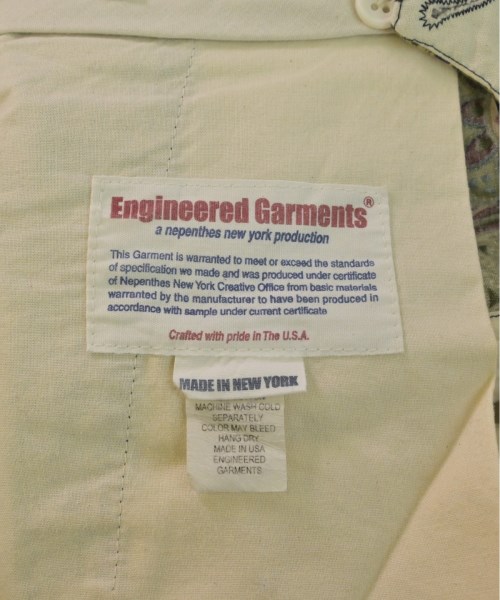 Engineered Garments®
a nepenthes new york production
This Garment is warranted to meet or exceed the standards
of specification we made and was produced under certificate
of Nepenthes New York Creative Office from basic materials
warranted by the manufacturer to have been produced in
accordance with sample under current certificate
Crafted with pride in The U.S.A.
MADE IN NEW YORK
MACHINE WASH COLD
SEPARATELY
COLOR MAY BLEED
HANG DRY
MADE IN USA
ENGINEERED
GARMENTS